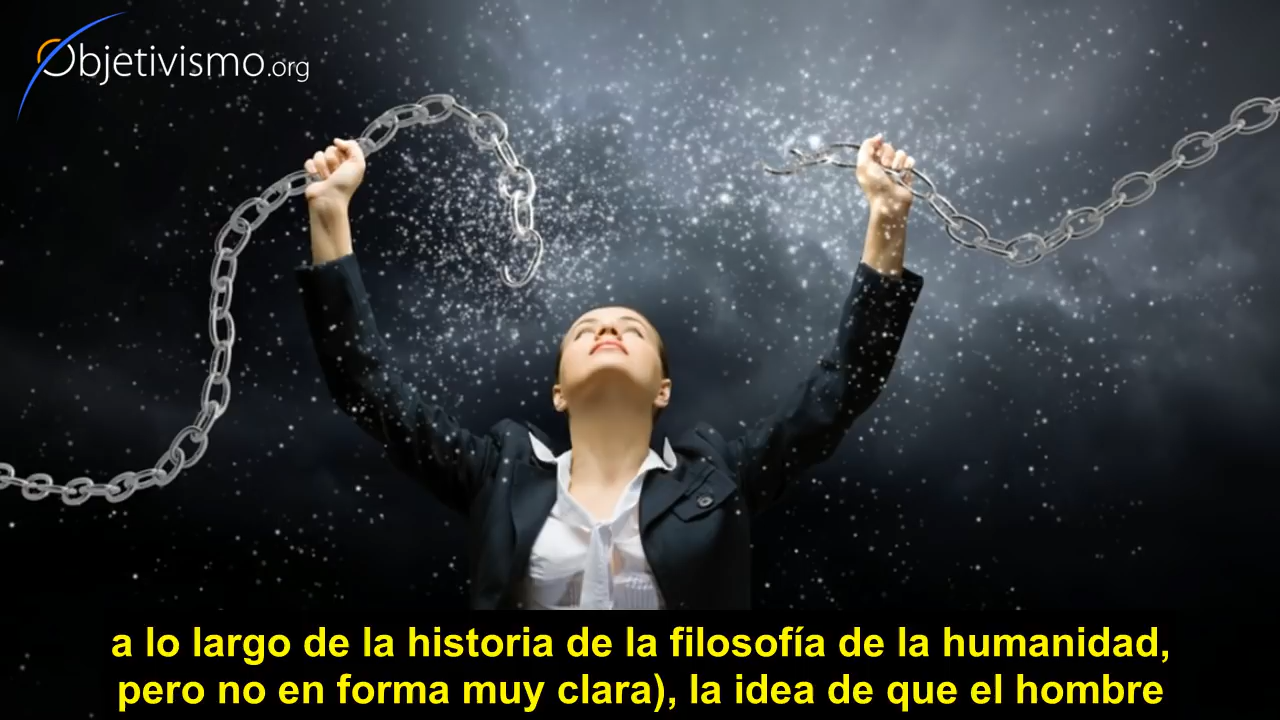 Objetivismo.org
a lo largo de la historia de la filosofía de la humanidad,
pero no en forma muy clara), la idea de que el hombre